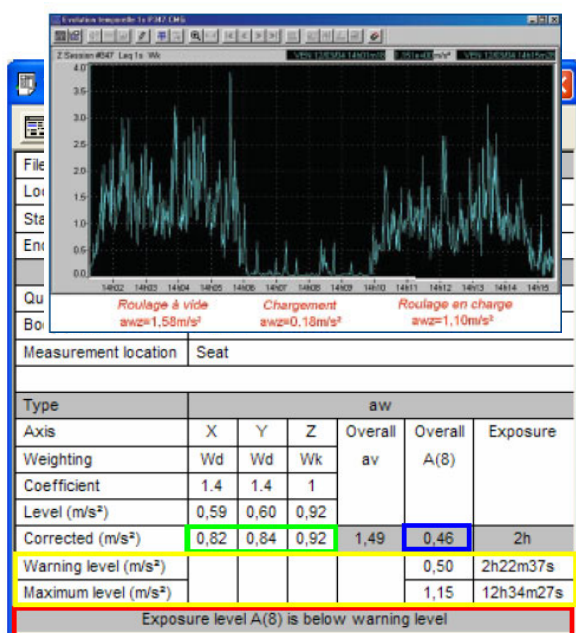 Evolution temporelle 1s P342 CMG
Z Session #347 Leq 1s Wk
4.0
3.5
3.0
2.5
2.0
1.5
1.0
0.5
0.0
14h02 14h03 14h04 14h05 14h06 14h07 14h08 14h09 14h10 14h11 14h12 14h13 14h14 14h15
Roulage à vide Chargement Roulage en charge
awz=1,58m/s² awz=0.18m/s² awz=1,10m/s²
File
Loc
Sta
End
Qu
Bo
Measurement location Seat
Type aw
Axis X Y Z Overall Overall Exposure
Weighting Wd Wd Wk av A(8)
Coefficient 1.4 1.4 1
Level (m/s²) 0,59 0,60 0,92
Corrected (m/s²) 0,82 0,84 0,92 1,49 0,46 2h
Warning level (m/s²) 0,50 2h22m37s
Maximum level (m/s²) 1,15 12h34m27s
Exposure level A(8) is below warning level